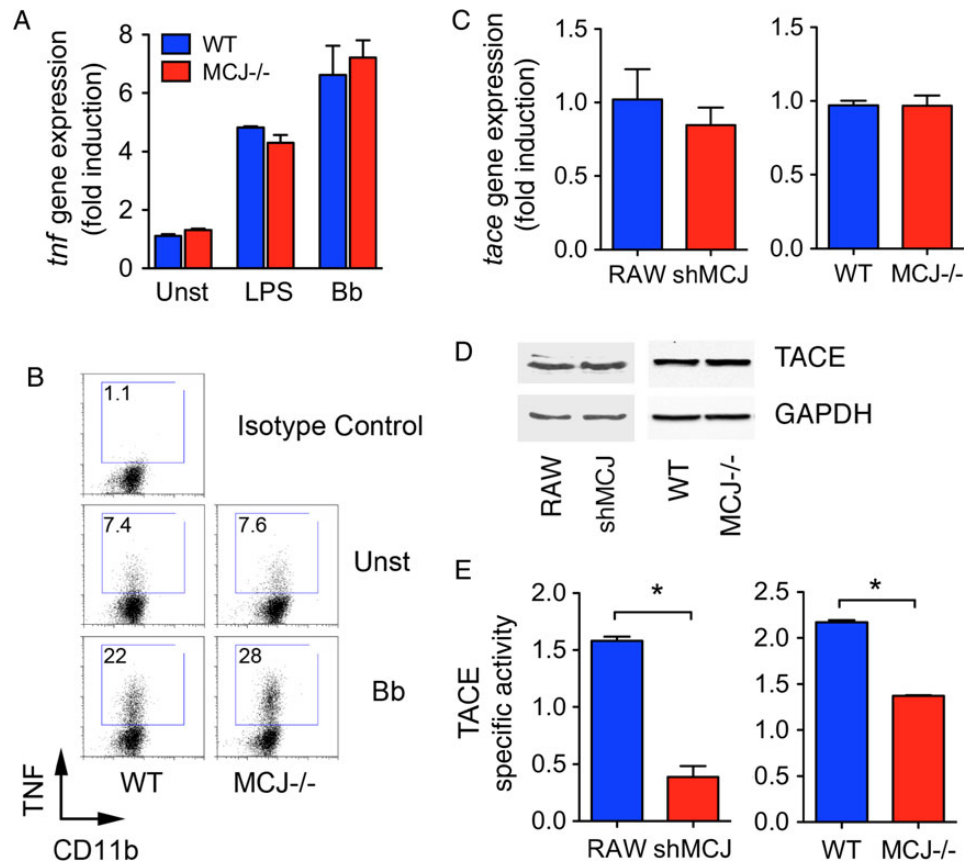 A
tnf gene expression
(fold induction)
8
6
4
2
0
WT
MCJ-/-
Unst LPS Bb
B
1.1
Isotype Control
7.4 7.6
Unst
22 28
Bb
WT MCJ-/-
TNF
CD11b
C
tace gene expression
(fold induction)
1.5
1.0
0.5
0.0
RAW shMCJ
1.5
1.0
0.5
0.0
WT MCJ-/-
D
TACE
GAPDH
RAW
shMCJ
WT
MCJ-/-
E
TACE
specific activity
2.0
1.5
1.0
0.5
0.0
*
RAW shMCJ
2.5
2.0
1.5
1.0
0.5
0.0
*
WT MCJ-/-